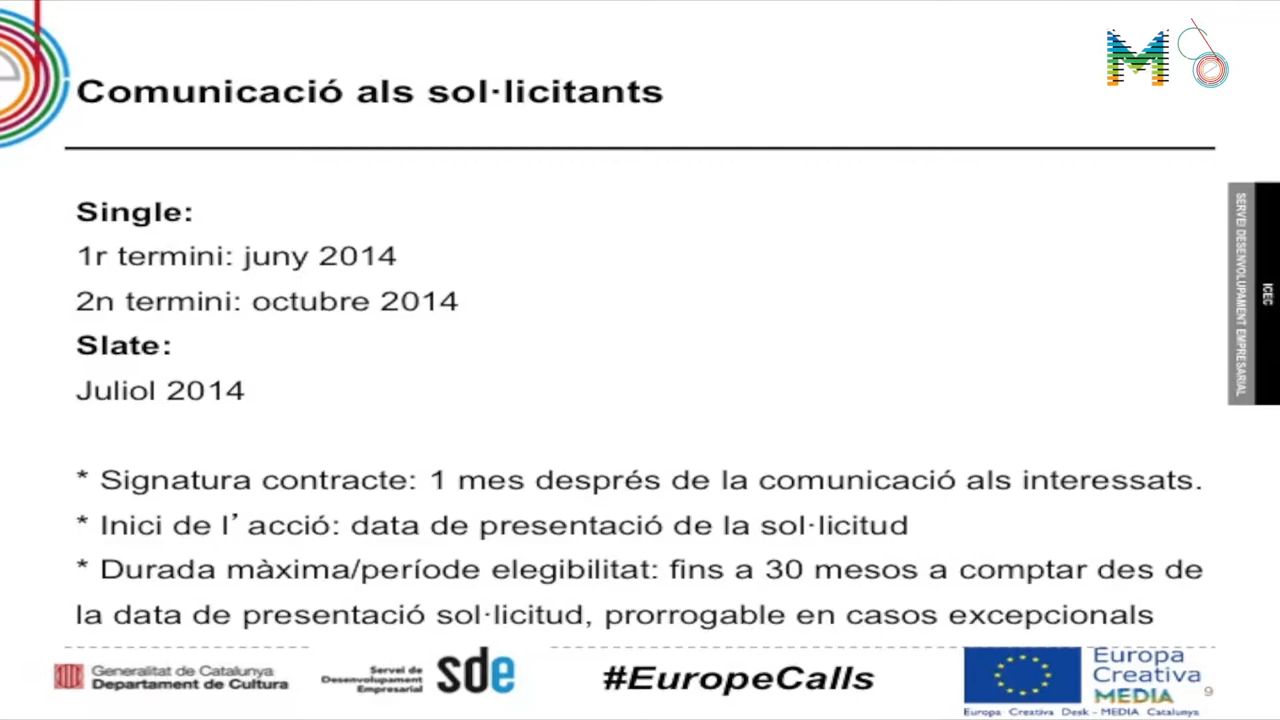 Comunicació als sol·licitants
Single:
1r termini: juny 2014
2n termini: octubre 2014
Slate:
Juliol 2014
* Signatura contracte: 1 mes després de la comunicació als interessats.
* Inici de l’acció: data de presentació de la sol·licitud
* Durada màxima/període elegibilitat: fins a 30 mesos a comptar des de
la data de presentació sol·licitud, prorrogable en casos excepcionals
SERVEI DESENVOLUPAMENT EMPRESARIAL
ICEC
Generalitat de Catalunya
Departament de Cultura
Servei de
Desenvolupament
Empresarial
sde
#EuropeCalls
Europa
Creativa
MEDIA
Europa Creativa Desk - MEDIA Catalunya
9